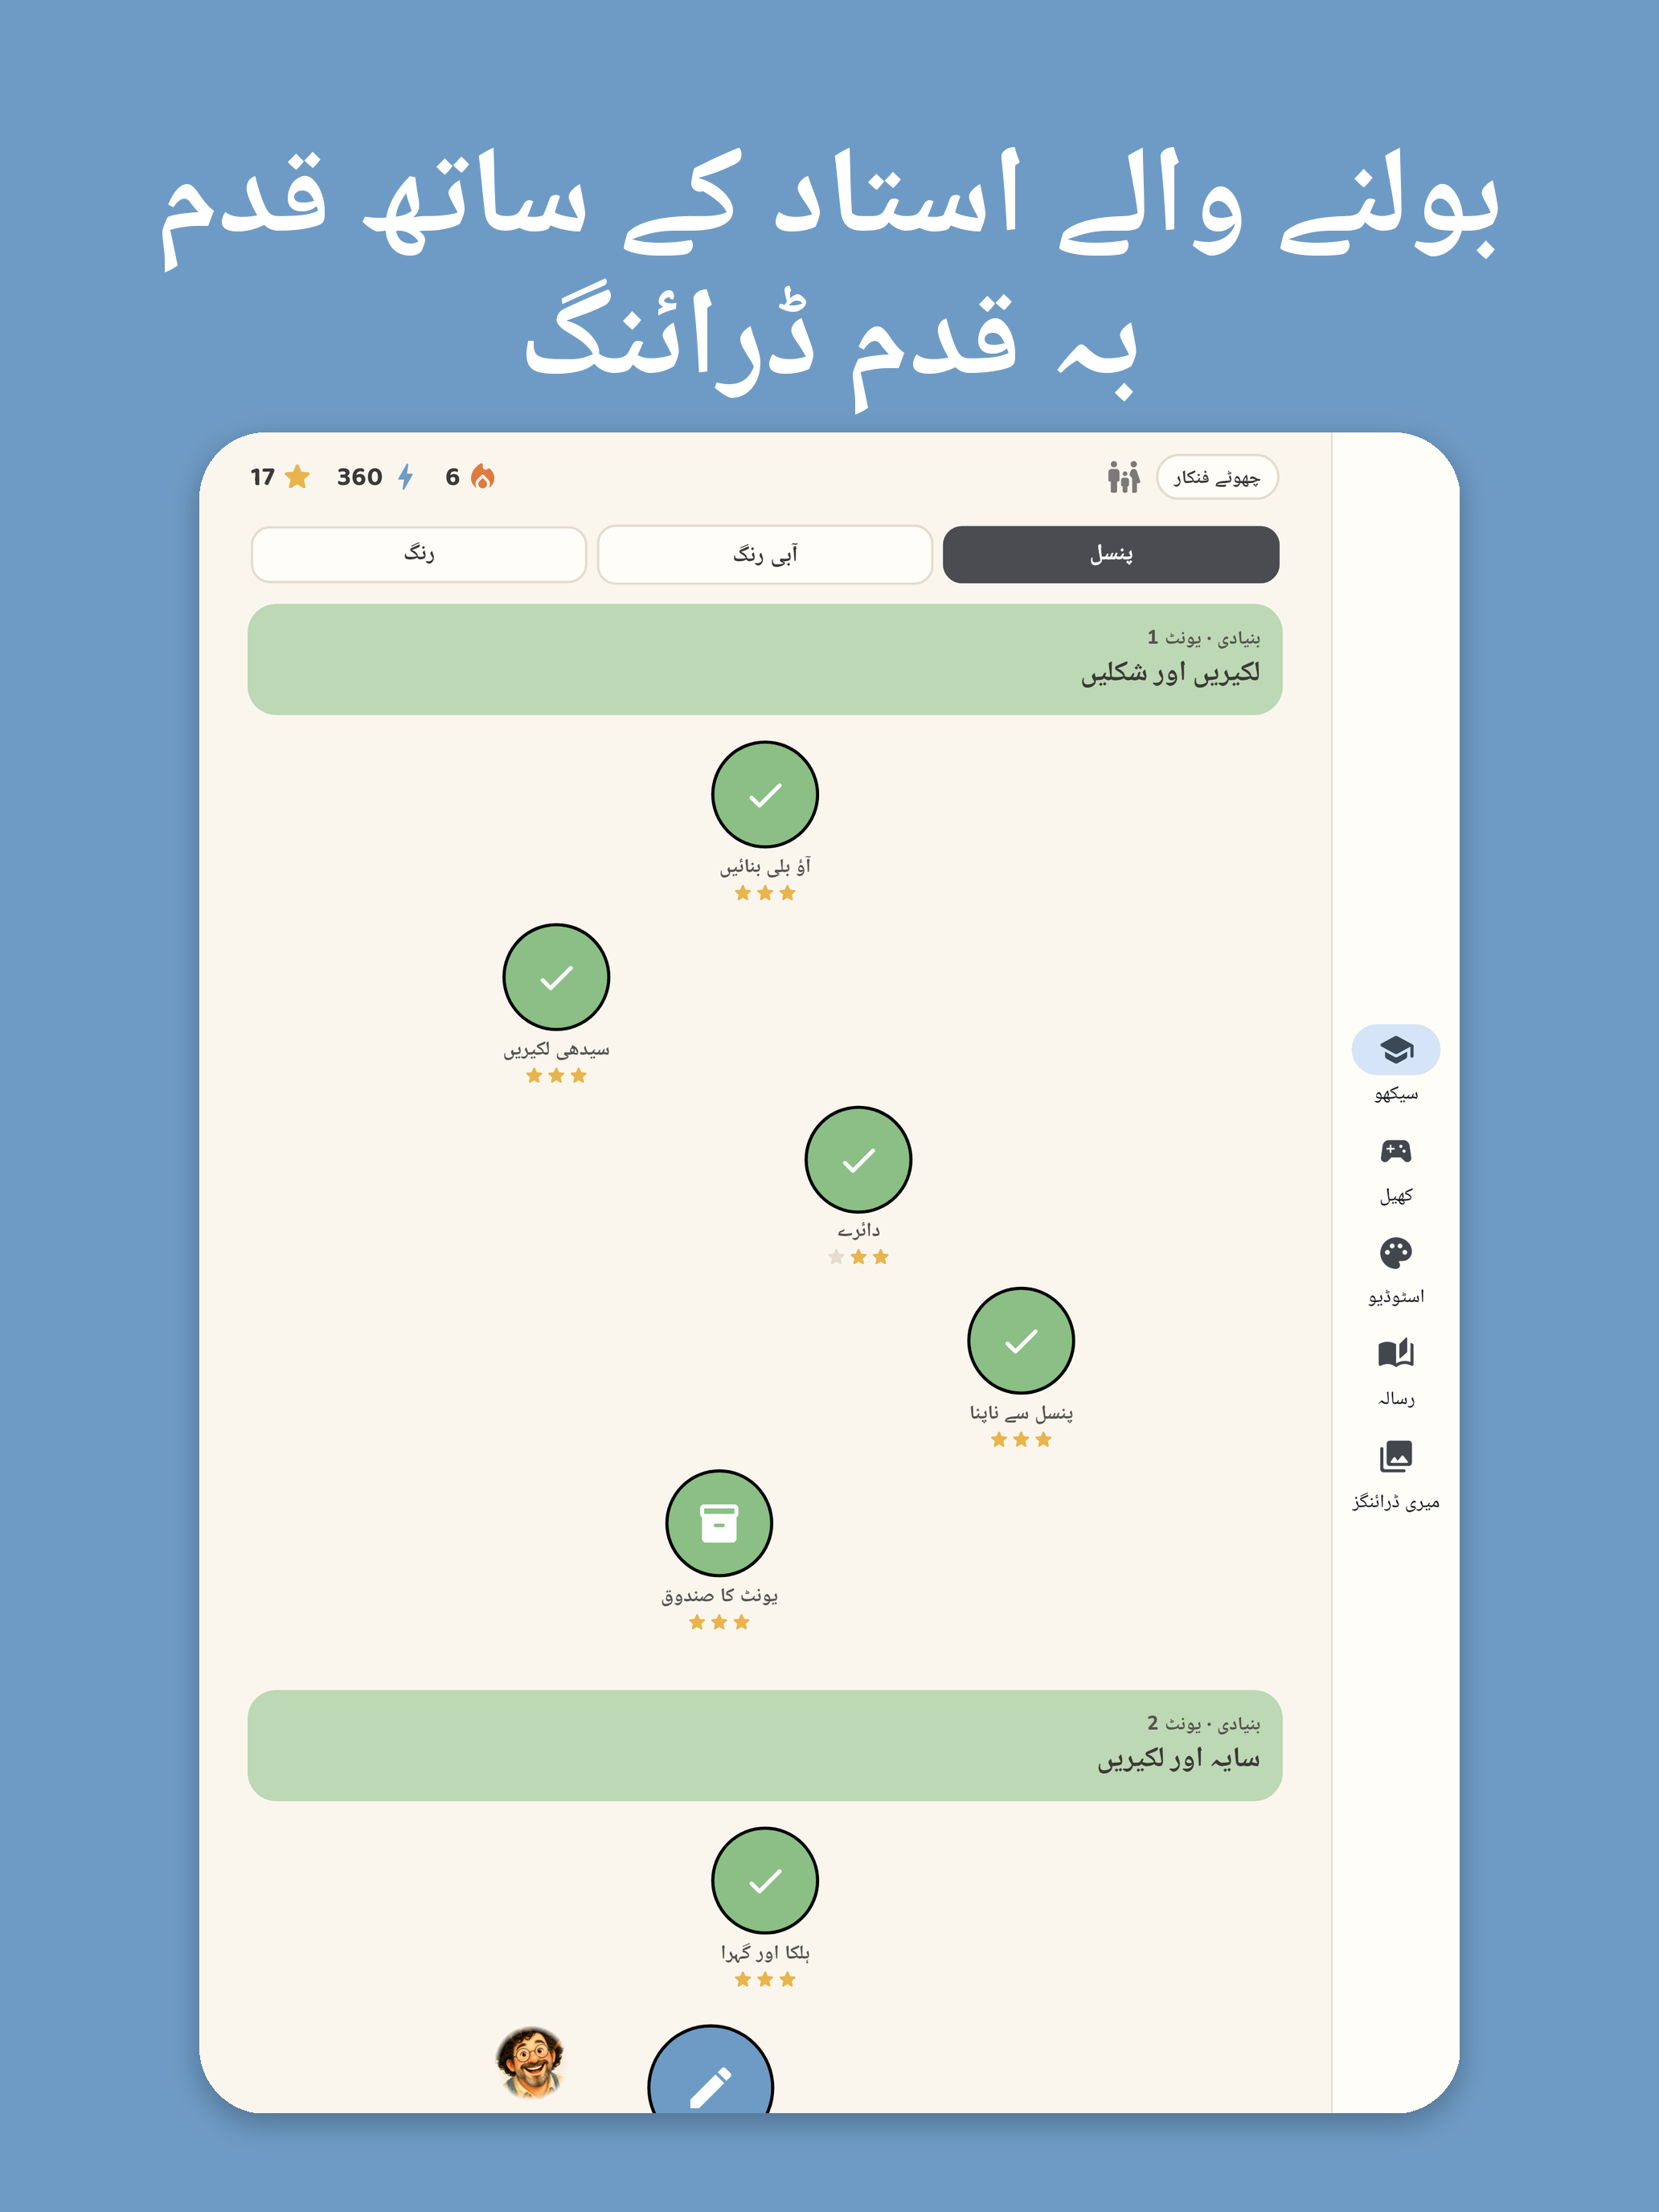 بولنے والے استاد کے ساتھ قدم
بہ قدم ڈرائنگ
چھوٹے فنکار
6 360 17
پنسل
آبی رنگ
رنگ
بنیادی · یونٹ 1
لکیریں اور شکلیں
آؤ بلی بنائیں
سیدھی لکیریں
دائرے
پنسل سے ناپنا
یونٹ کا صندوق
بنیادی · یونٹ 2
سایہ اور لکیریں
ہلکا اور گہرا
سیکھو
کھیل
اسٹوڈیو
رسالہ
میری ڈرائنگز